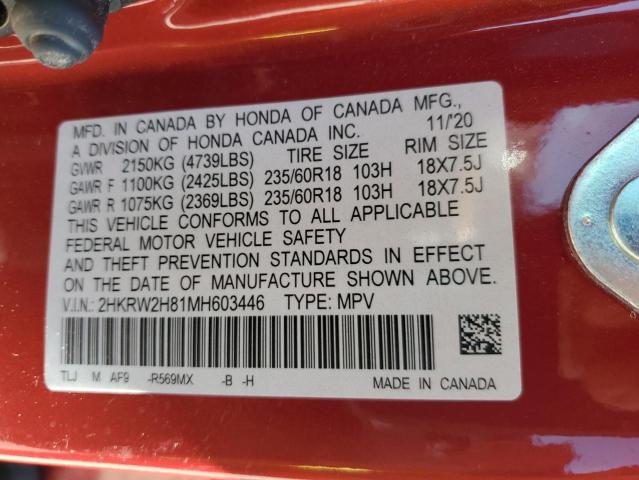 MFD. IN CANADA BY HONDA OF CANADA MFG.,
A DIVISION OF HONDA CANADA INC. 11/'20
GVWR 2150KG (4739LBS) TIRE SIZE RIM SIZE
GAWR F 1100KG (2425LBS) 235/60R18 103H 18X7.5J
GAWR R 1075KG (2369LBS) 235/60R18 103H 18X7.5J
THIS VEHICLE CONFORMS TO ALL APPLICABLE
FEDERAL MOTOR VEHICLE SAFETY
AND THEFT PREVENTION STANDARDS IN EFFECT
ON THE DATE OF MANUFACTURE SHOWN ABOVE.
V.I.N.: 2HKRW2H81MH603446 TYPE: MPV
TLJ M AF9 -R569MX -B -H MADE IN CANADA